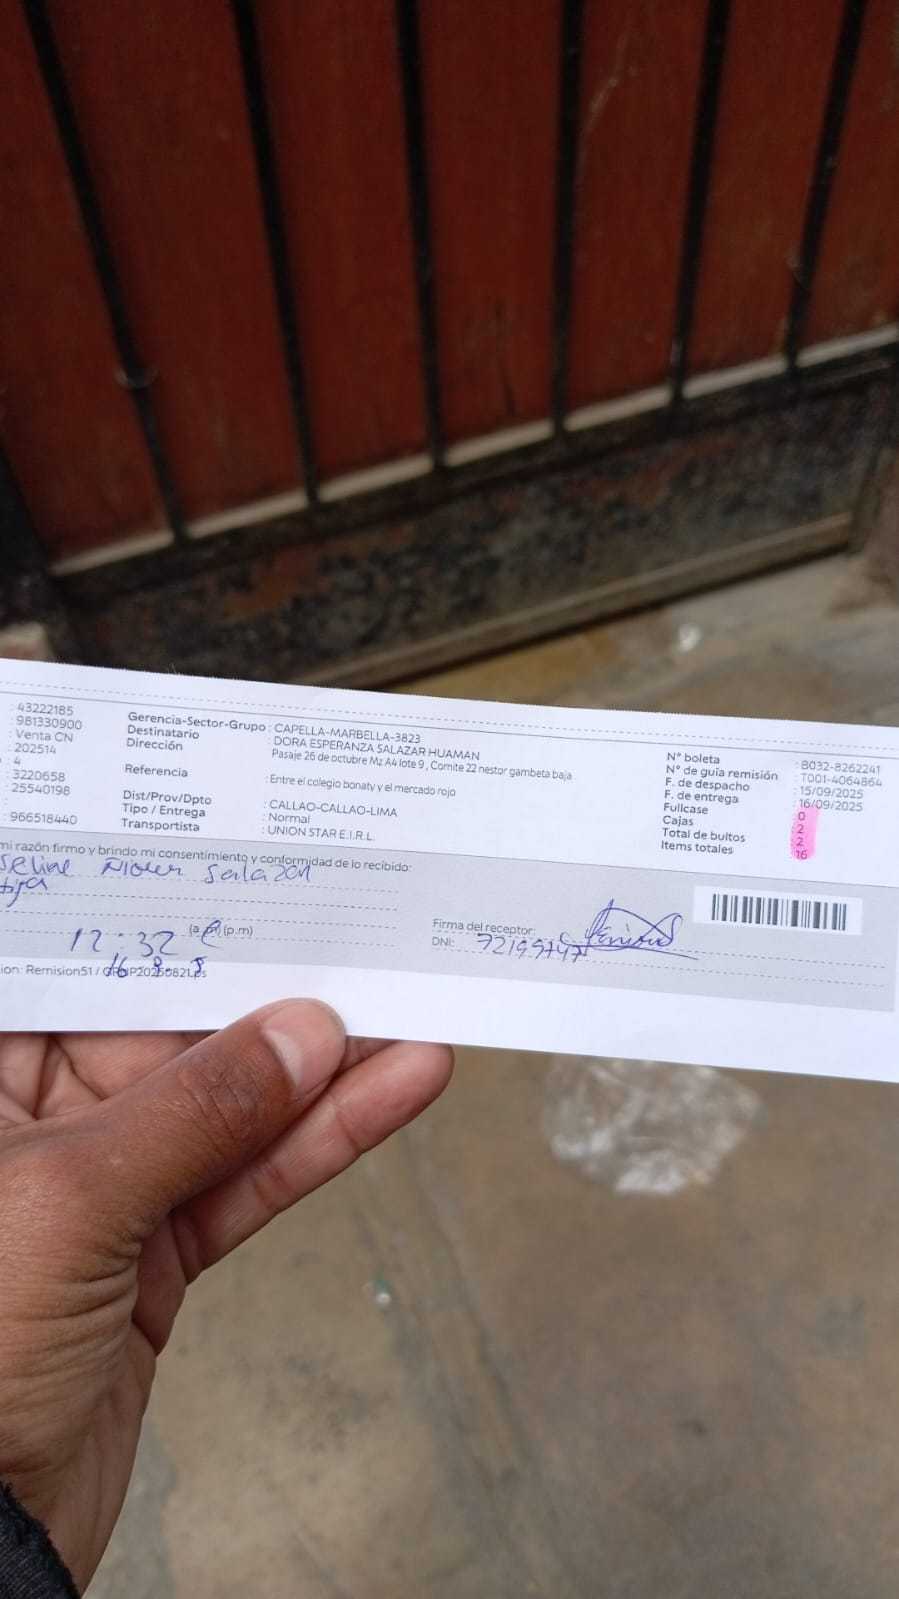 : 43222185
: 981330900
: Venta CN
: 202514
: 4
: 3220658
: 25540198
:
: 966518440
Gerencia-Sector-Grupo : CAPELLA-MARBELLA-3823
Destinatario : DORA ESPERANZA SALAZAR HUAMAN
Dirección Pasaje 26 de octubre Mz A4 lote 9 , Comite 22 nestor gambeta baja
Referencia : Entre el colegio bonaty y el mercado rojo
Dist/Prov/Dpto : CALLAO-CALLAO-LIMA
Tipo / Entrega : Normal
Transportista : UNION STAR E.I.R.L.
N° boleta : B032-8262241
N° de guía remisión : T001-4064864
F. de despacho : 15/09/2025
F. de entrega : 16/09/2025
Fullcase : 0
Cajas : 2
Total de bultos : 2
Items totales : 16
mi razón firmo y brindo mi consentimiento y conformidad de lo recibido:
12:32 (a.m) (p.m)
Firma del receptor:
DNI: 72199747
ion: Remision51 / GRNP20250821.ps